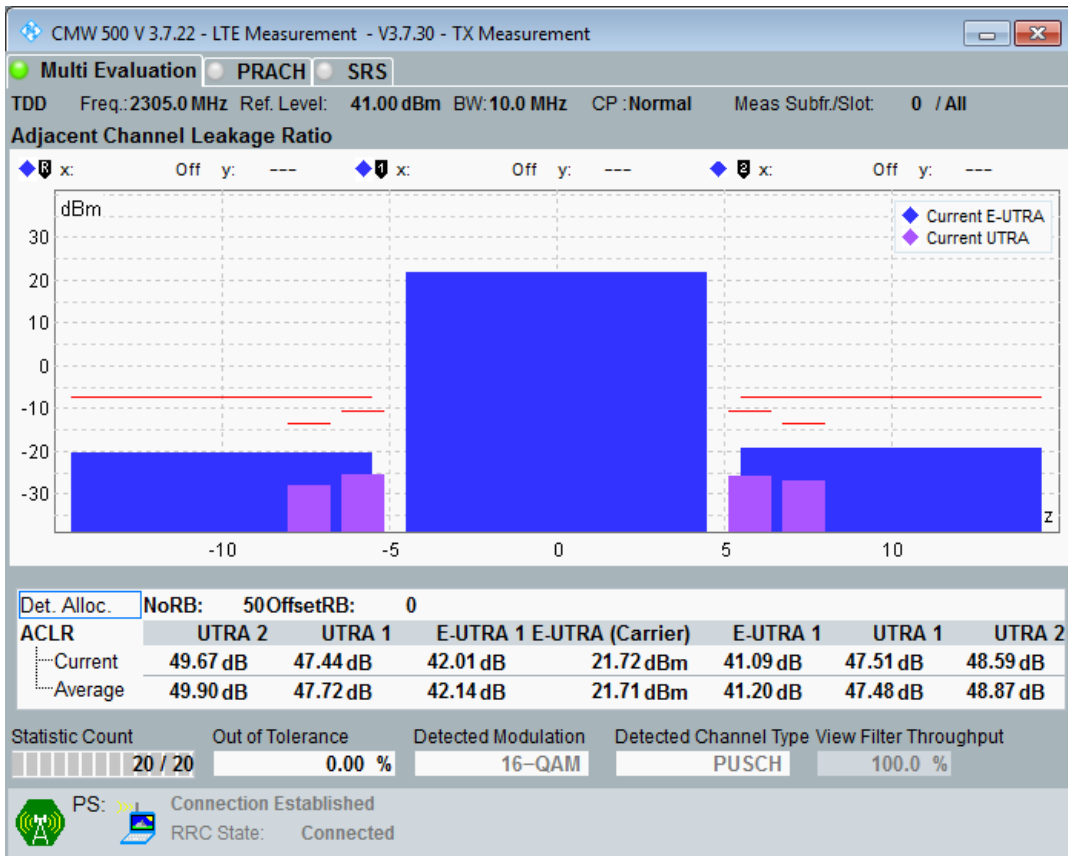 CMW 500 V 3.7.22 - LTE Measurement - V3.7.30 - TX Measurement
Multi Evaluation PRACH SRS
TDD Freq.: 2305.0 MHz Ref. Level: 41.00 dBm BW: 10.0 MHz CP : Normal Meas Subfr./Slot: 0 / All
Adjacent Channel Leakage Ratio
R x: Off y: --- 1 x: Off y: --- 2 x: Off y: ---
dBm
Current E-UTRA
Current UTRA
30
20
10
0
-10
-20
-30
z
-10 -5 0 5 10
Det. Alloc. NoRB: 50 OffsetRB: 0
ACLR UTRA 2 UTRA 1 E-UTRA 1 E-UTRA (Carrier) E-UTRA 1 UTRA 1 UTRA 2
Current 49.67 dB 47.44 dB 42.01 dB 21.72 dBm 41.09 dB 47.51 dB 48.59 dB
Average 49.90 dB 47.72 dB 42.14 dB 21.71 dBm 41.20 dB 47.48 dB 48.87 dB
Statistic Count Out of Tolerance Detected Modulation Detected Channel Type View Filter Throughput
20 / 20 0.00 % 16-QAM PUSCH 100.0 %
PS: Connection Established
RRC State: Connected